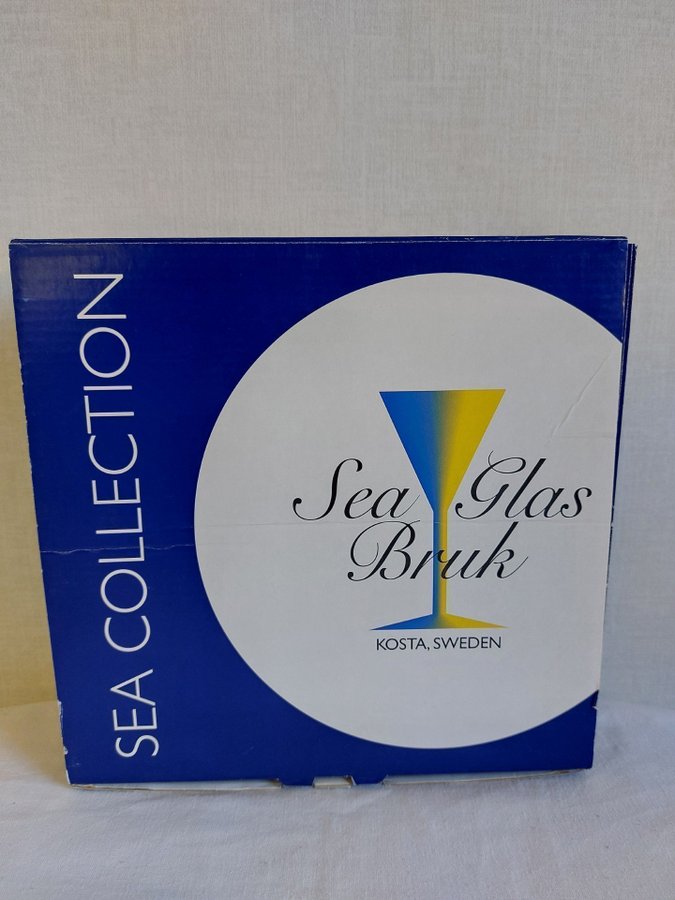 SEA COLLECTION
Sea Glas
Bruk
KOSTA, SWEDEN